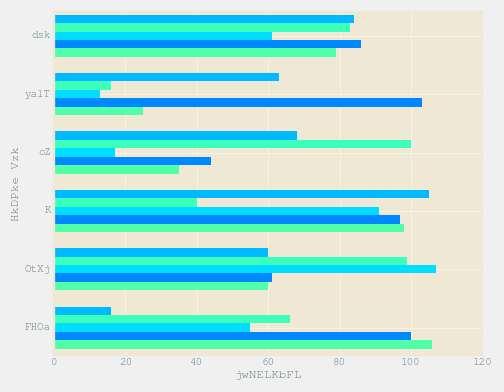 dsk
yalT
oZ
K
OtXj
FHOa
HkDPke Vzk
0 20 40 60 80 100 120
jwNELKbFL